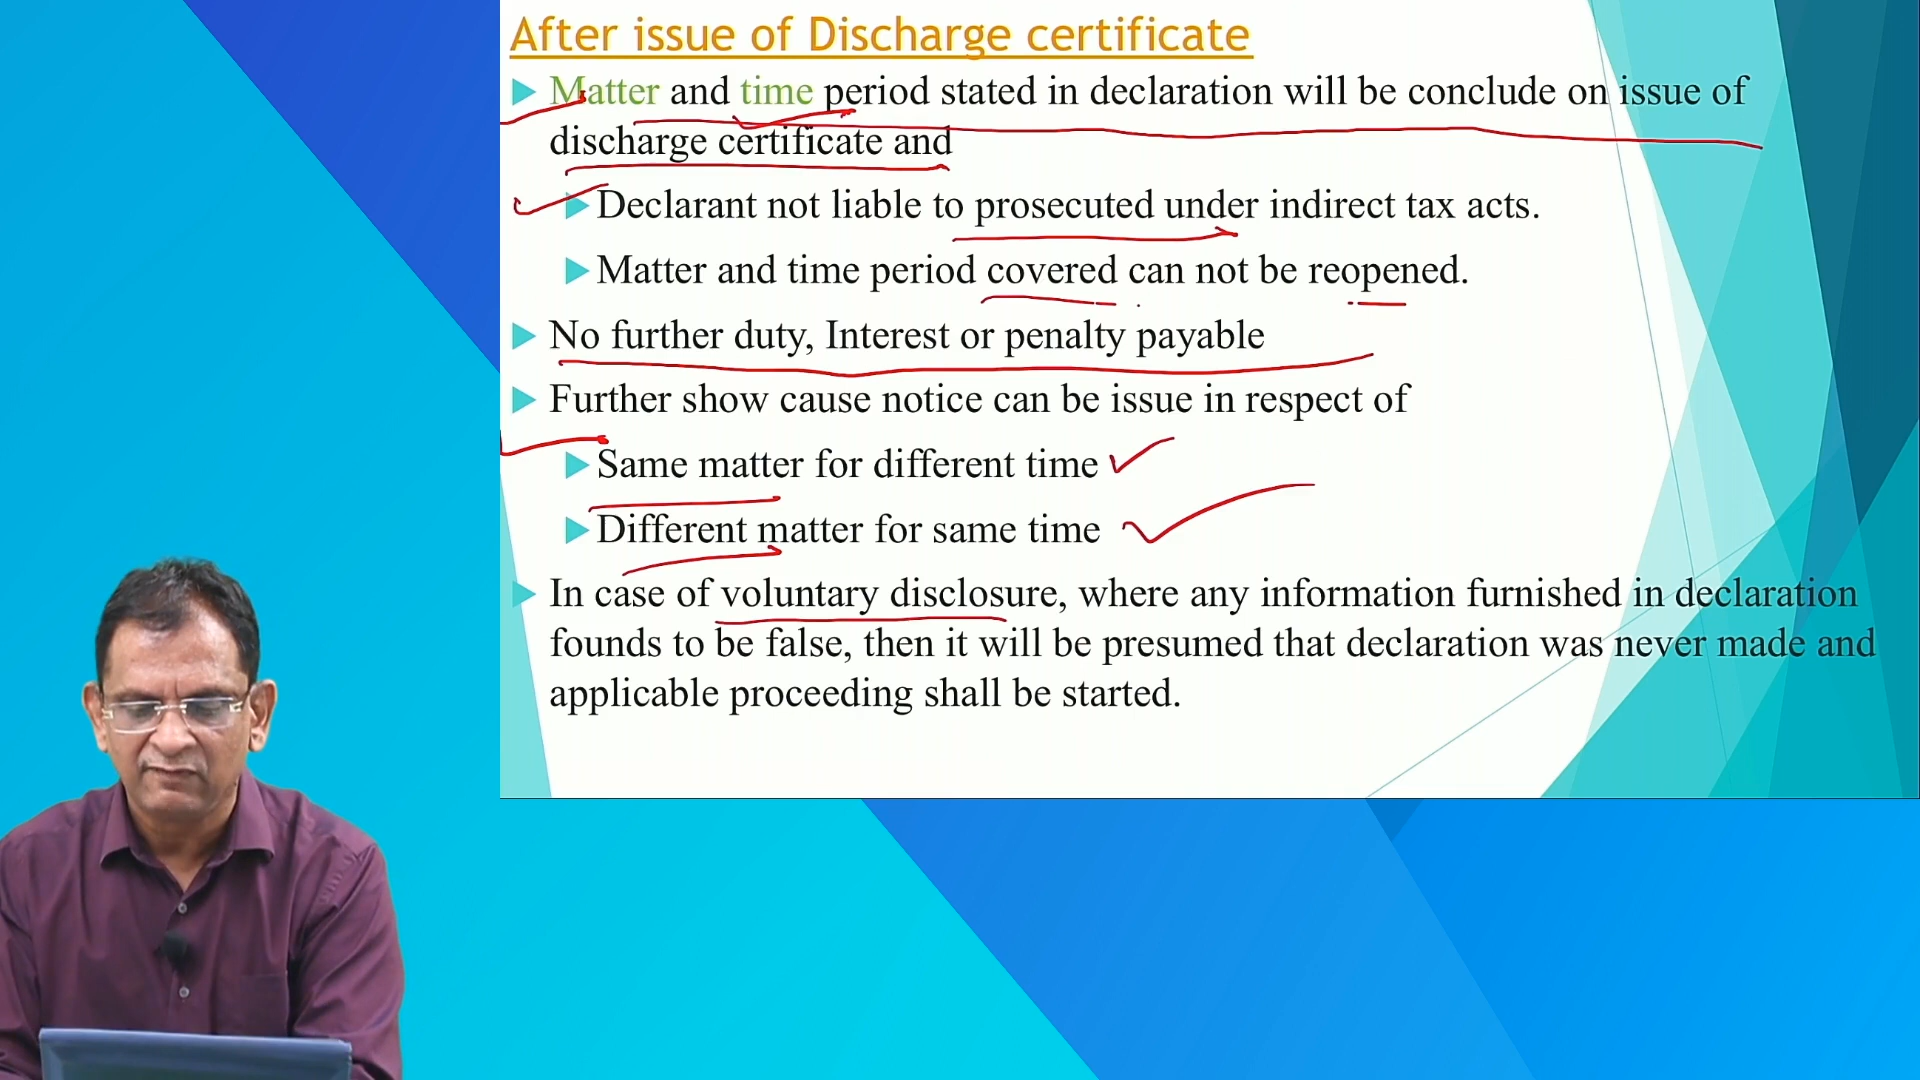 After issue of Discharge certificate
Matter and time period stated in declaration will be conclude on issue of
discharge certificate and
Declarant not liable to prosecuted under indirect tax acts.
Matter and time period covered can not be reopened.
No further duty, Interest or penalty payable
Further show cause notice can be issue in respect of
Same matter for different time
Different matter for same time
In case of voluntary disclosure, where any information furnished in declaration
founds to be false, then it will be presumed that declaration was never made and
applicable proceeding shall be started.